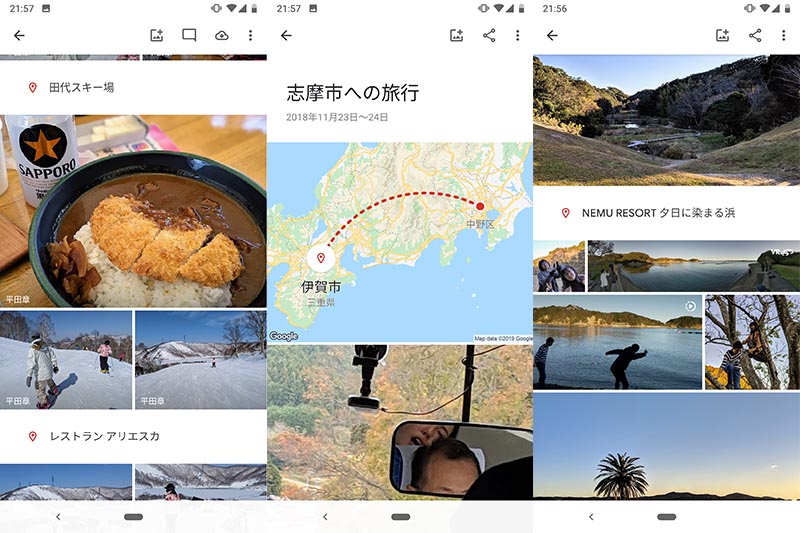 21:57
平田章
田代スキー場
SAPPORO
平田章
平田章
平田章
レストラン アリエスカ
21:57
志摩市への旅行
2018年11月23日〜24日
中野区
伊賀市
三重県
Google
Map data ©2019 Google
21:56
NEMU RESORT 夕日に染まる浜